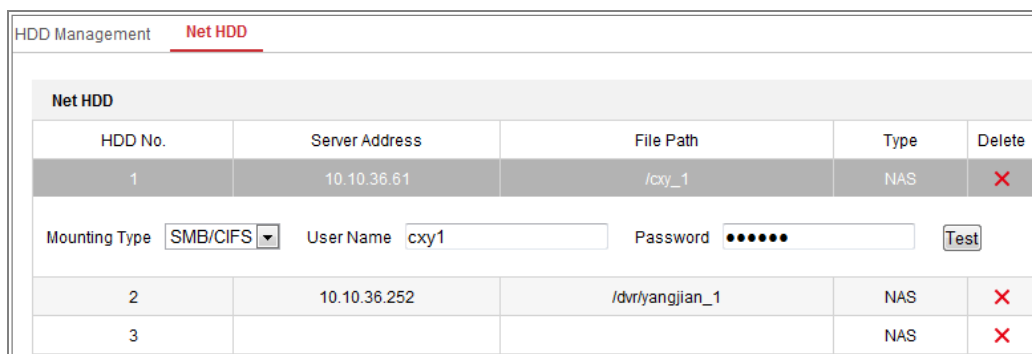 HDD Management Net HDD
Net HDD
HDD No. Server Address File Path Type Delete
1 10.10.36.61 /cxy_1 NAS
Mounting Type SMB/CIFS User Name cxy1 Password ●●●●●● Test
2 10.10.36.252 /dvr/yangjian_1 NAS
3 NAS